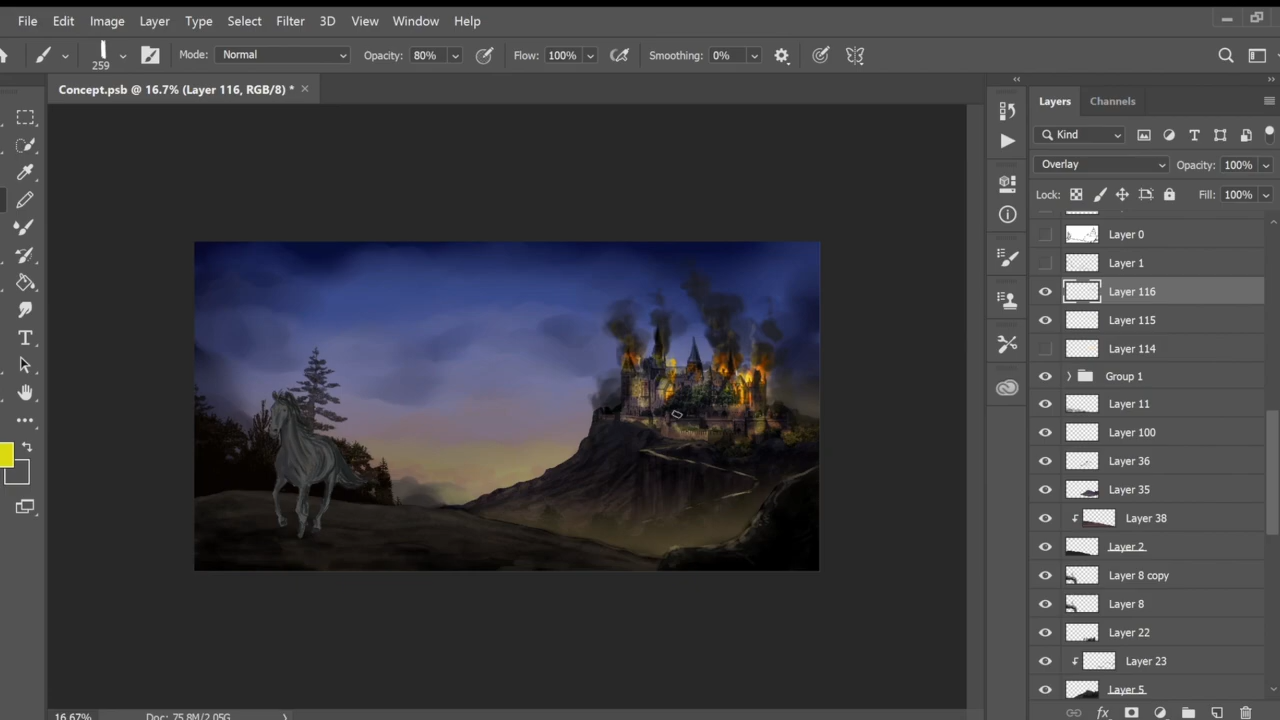 File Edit Image Layer Type Select Filter 3D View Window Help
259 Mode: Normal Opacity: 80% Flow: 100% Smoothing: 0%
Concept.psb @ 16.7% (Layer 116, RGB/8) * ×
Layers Channels
Kind
Overlay Opacity: 100%
Lock: Fill: 100%
Layer 0
Layer 1
Layer 116
Layer 115
Layer 114
Group 1
Layer 11
Layer 100
Layer 36
Layer 35
Layer 38
Layer 2
Layer 8 copy
Layer 8
Layer 22
Layer 23
Layer 5
16.67% Doc: 75.8M/2.05G